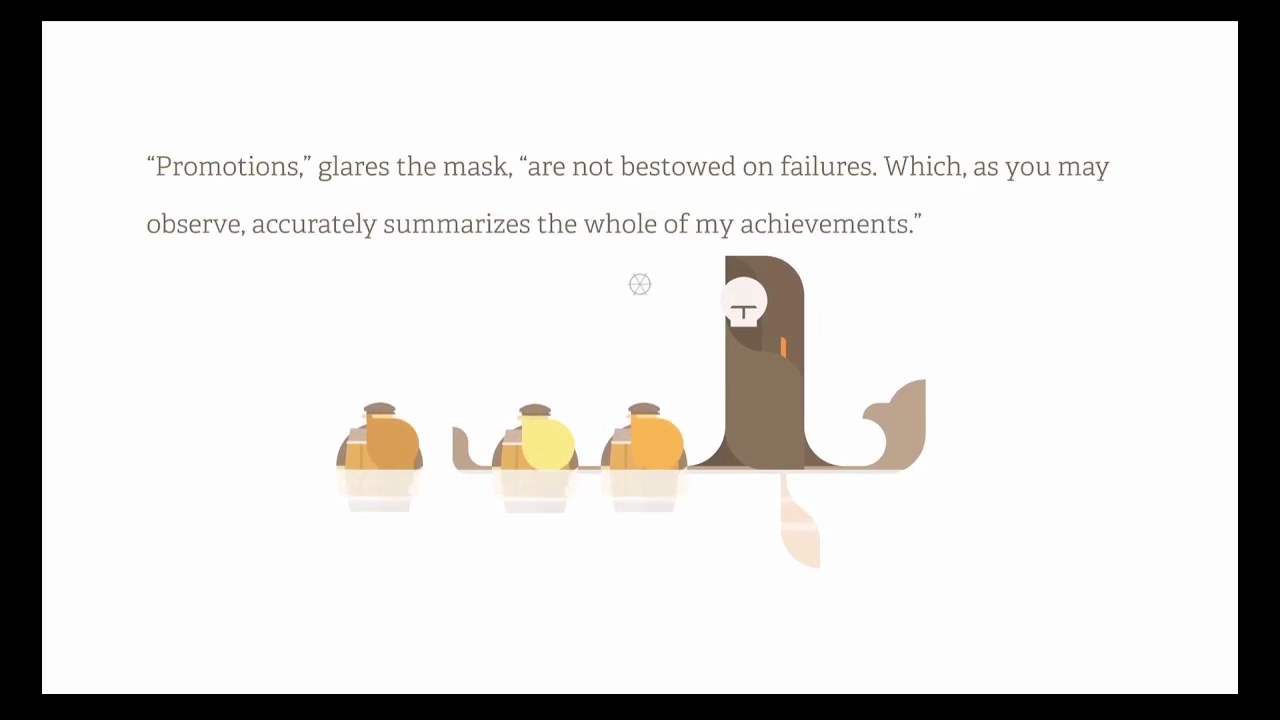 “Promotions,” glares the mask, “are not bestowed on failures. Which, as you may
observe, accurately summarizes the whole of my achievements.”